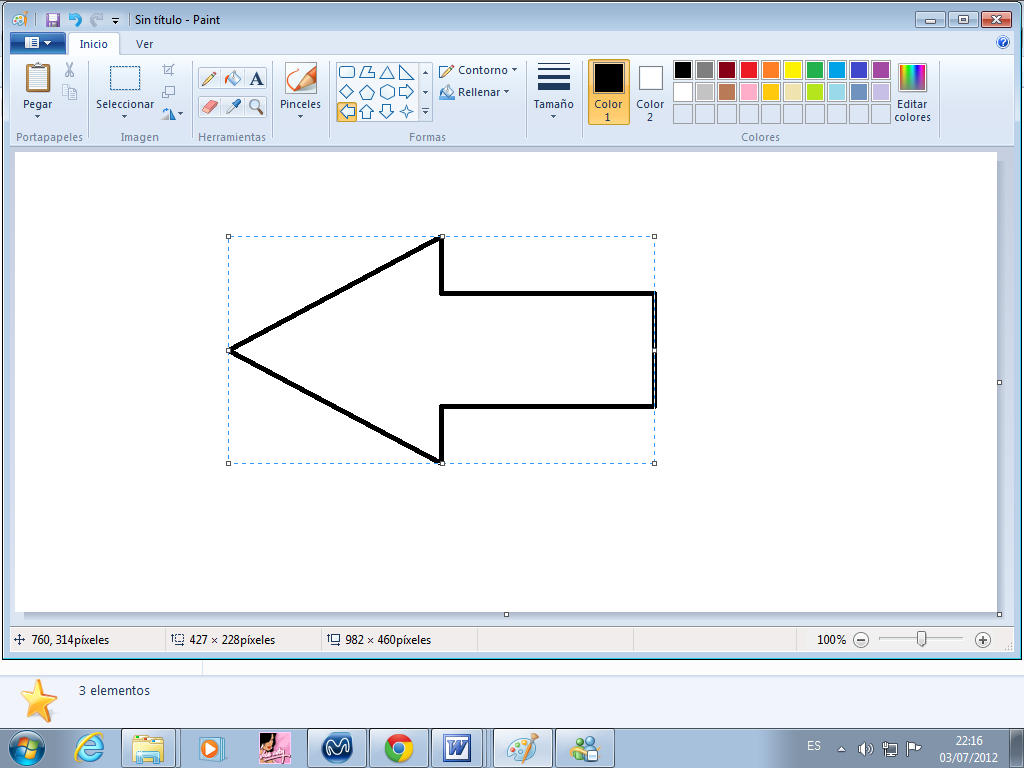 Sin título - Paint
Inicio Ver
Pegar
Seleccionar
Pinceles
Contorno
Rellenar
Tamaño
Color
1
Color
2
Editar
colores
Portapapeles Imagen Herramientas Formas Colores
760, 314píxeles 427 × 228píxeles 982 × 460píxeles 100%
3 elementos
ES
22:16
03/07/2012